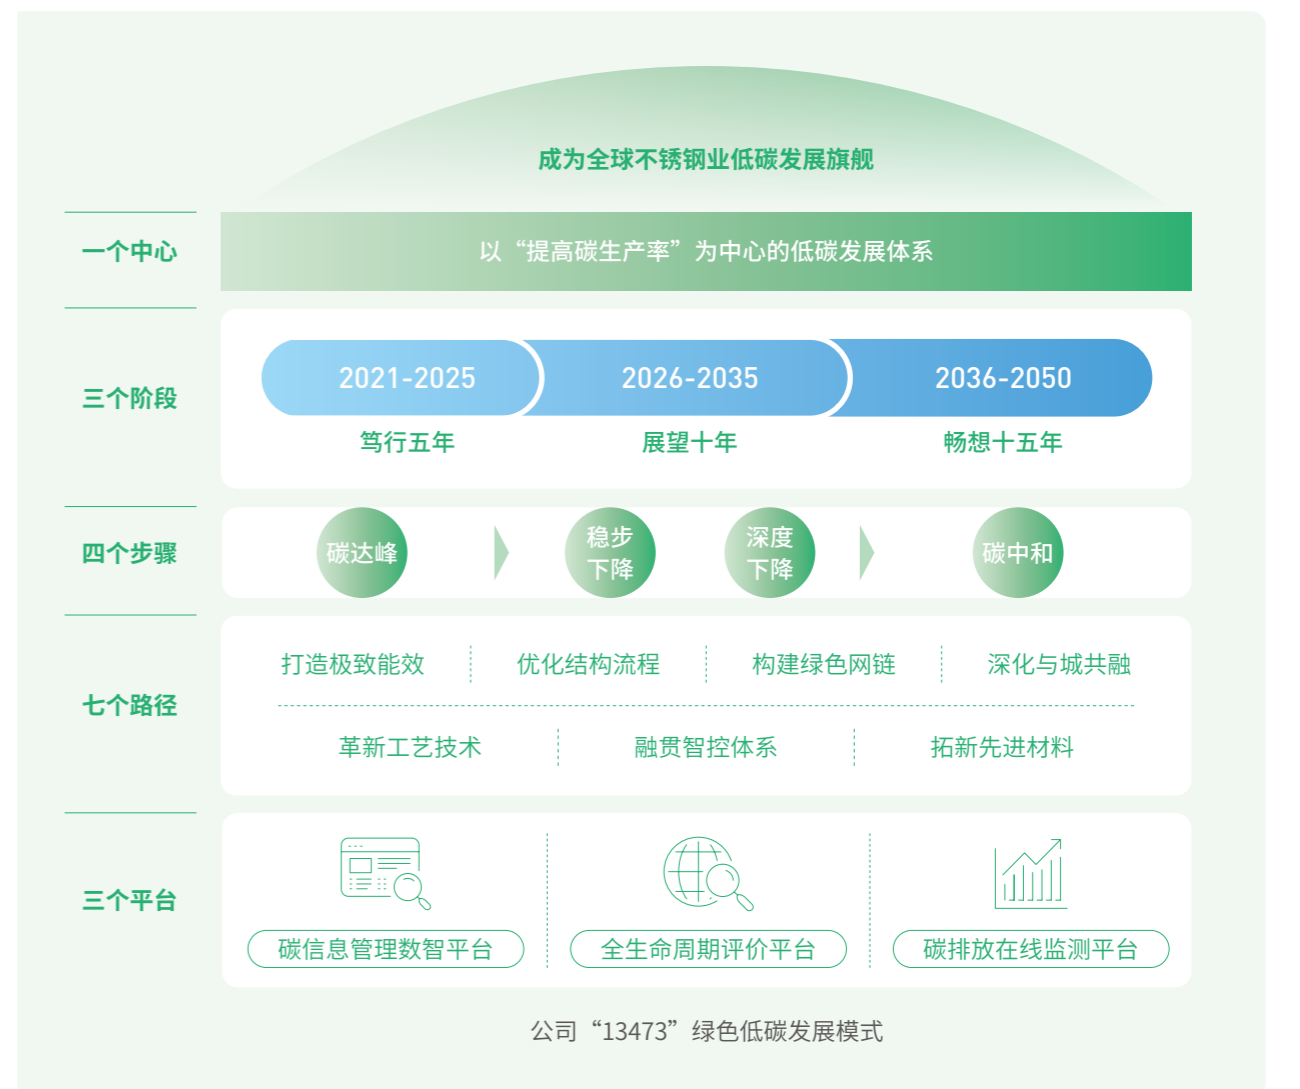 成为全球不锈钢业低碳发展旗舰
一个中心
以“提高碳生产率”为中心的低碳发展体系
三个阶段
2021-2025
2026-2035
2036-2050
笃行五年
展望十年
畅想十五年
四个步骤
碳达峰
稳步
下降
深度
下降
碳中和
七个路径
打造极致能效
优化结构流程
构建绿色网链
深化与城共融
革新工艺技术
融贯智控体系
拓新先进材料
三个平台
碳信息管理数智平台
全生命周期评价平台
碳排放在线监测平台
公司“13473”绿色低碳发展模式